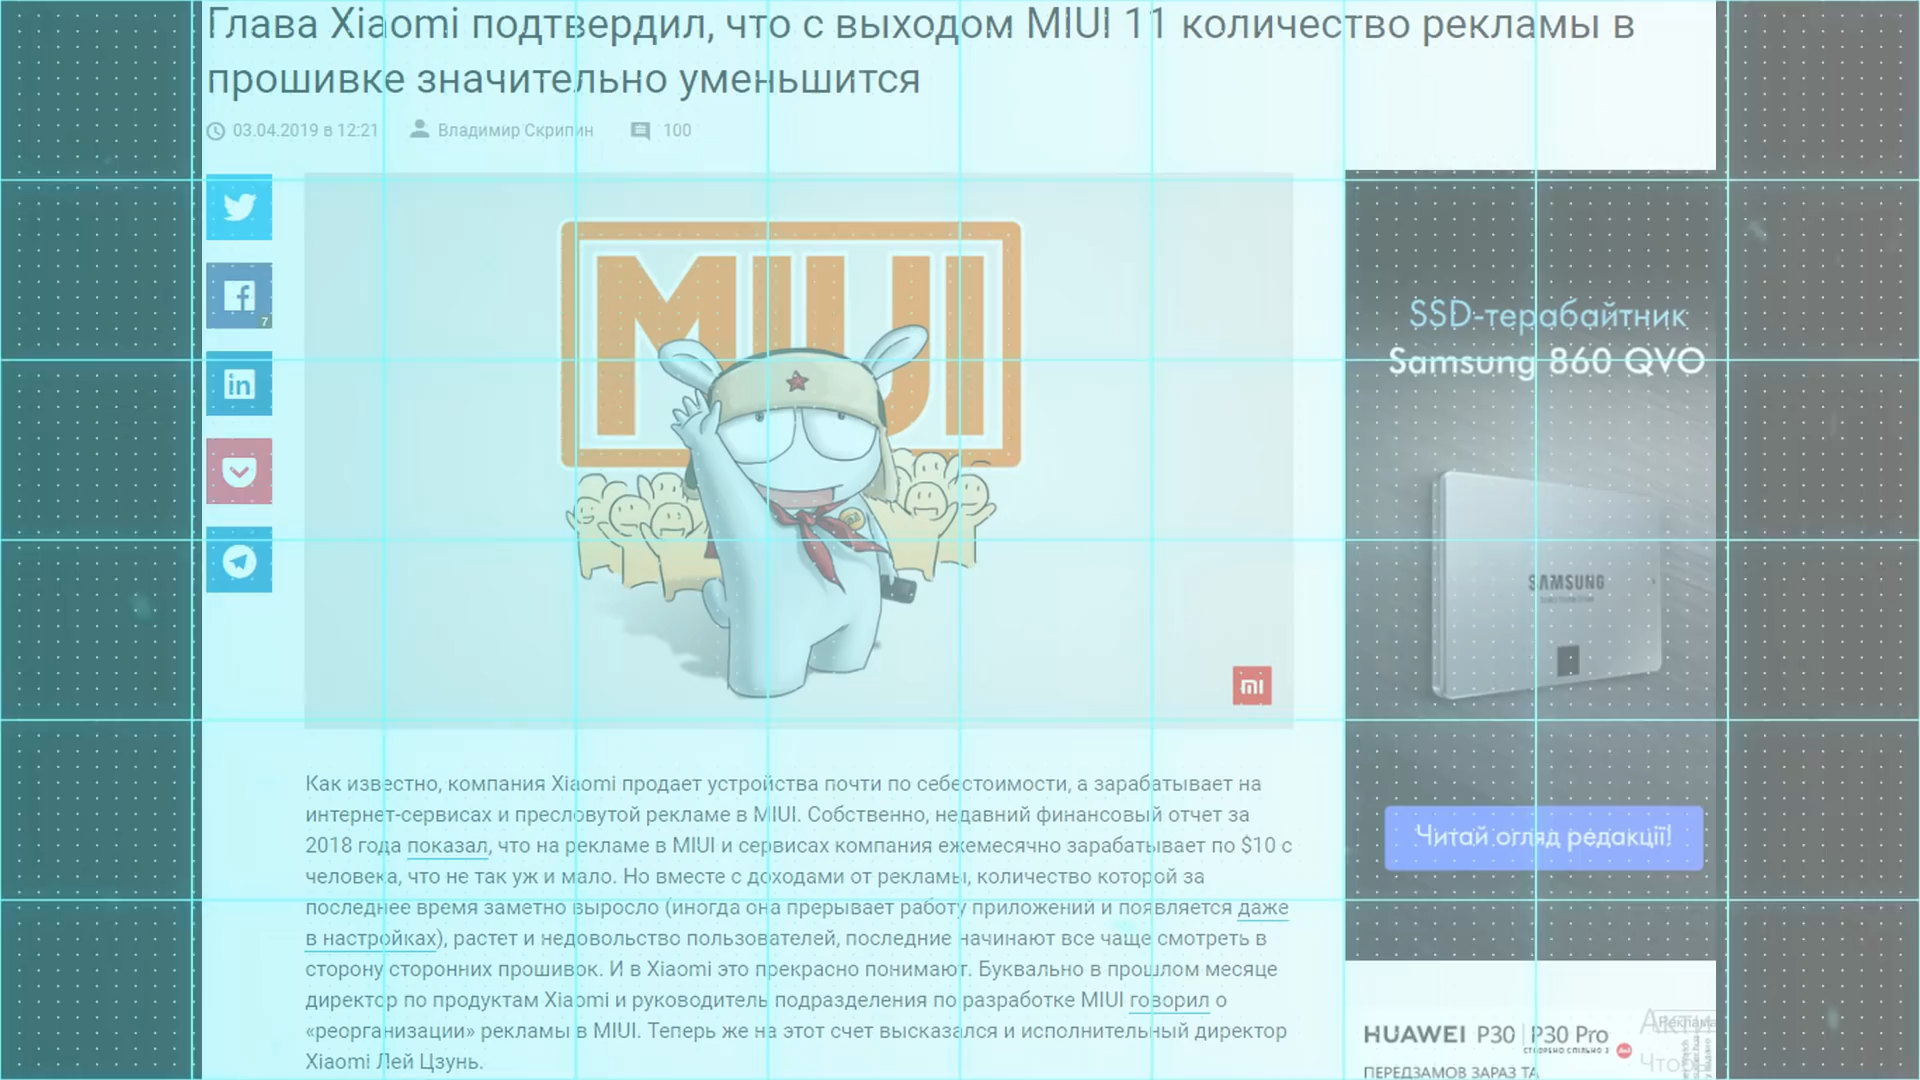 Глава Xiaomi подтвердил, что с выходом MIUI 11 количество рекламы в
прошивке значительно уменьшится
03.04.2019 в 12:21 Владимир Скрипин 100
7
in
MIUI
mi
Как известно, компания Xiaomi продает устройства почти по себестоимости, а зарабатывает на
интернет-сервисах и пресловутой рекламе в MIUI. Собственно, недавний финансовый отчет за
2018 года показал, что на рекламе в MIUI и сервисах компания ежемесячно зарабатывает по $10 с
человека, что не так уж и мало. Но вместе с доходами от рекламы, количество которой за
последнее время заметно выросло (иногда она прерывает работу приложений и появляется даже
в настройках), растет и недовольство пользователей, последние начинают все чаще смотреть в
сторону сторонних прошивок. И в Xiaomi это прекрасно понимают. Буквально в прошлом месяце
директор по продуктам Xiaomi и руководитель подразделения по разработке MIUI говорил о
«реорганизации» рекламы в MIUI. Теперь же на этот счет высказался и исполнительный директор
Xiaomi Лей Цзунь.
SSD-терабайтник
Samsung 860 QVO
SAMSUNG
Читай огляд редакції!
HUAWEI P30 | P30 Pro
СТВОРЕНО СПІЛЬНО З
ПЕРЕДЗАМОВ ЗАРАЗ ТА
Реклама